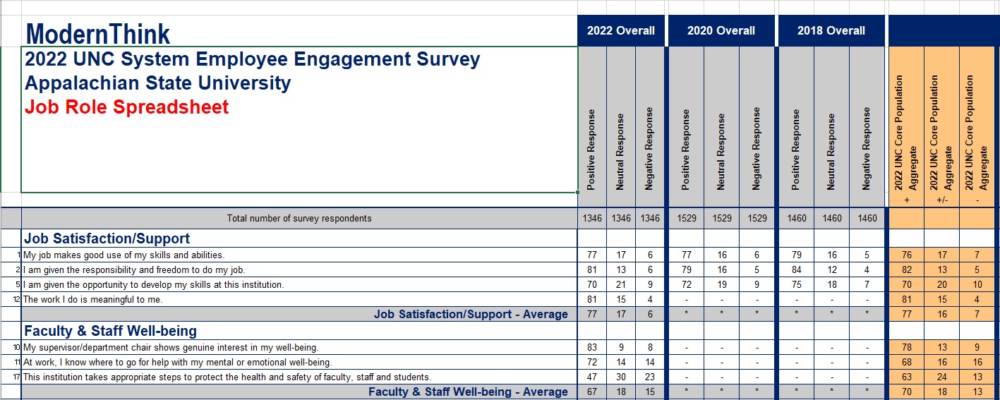 ModernThink
2022 Overall 2020 Overall 2018 Overall
2022 UNC System Employee Engagement Survey
Appalachian State University
Job Role Spreadsheet
Positive Response Neutral Response Negative Response Positive Response Neutral Response Negative Response Positive Response Neutral Response Negative Response 2022 UNC Core Population Aggregate 2022 UNC Core Population Aggregate 2022 UNC Core Population Aggregate
+ +/- -
Total number of survey respondents 1346 1346 1346 1529 1529 1529 1460 1460 1460
Job Satisfaction/Support
1 My job makes good use of my skills and abilities. 77 17 6 77 16 6 79 16 5 76 17 7
2 I am given the responsibility and freedom to do my job. 81 13 6 79 16 5 84 12 4 82 13 5
5 I am given the opportunity to develop my skills at this institution. 70 21 9 72 19 9 75 18 7 70 20 10
12 The work I do is meaningful to me. 81 15 4 - - - - - - 81 15 4
Job Satisfaction/Support - Average 77 17 6 * * * * * * 77 16 7
Faculty & Staff Well-being
10 My supervisor/department chair shows genuine interest in my well-being. 83 9 8 - - - - - - 78 13 9
11 At work, I know where to go for help with my mental or emotional well-being. 72 14 14 - - - - - - 68 16 16
17 This institution takes appropriate steps to protect the health and safety of faculty, staff and students. 47 30 23 - - - - - - 63 24 13
Faculty & Staff Well-being - Average 67 18 15 * * * * * * 70 18 13